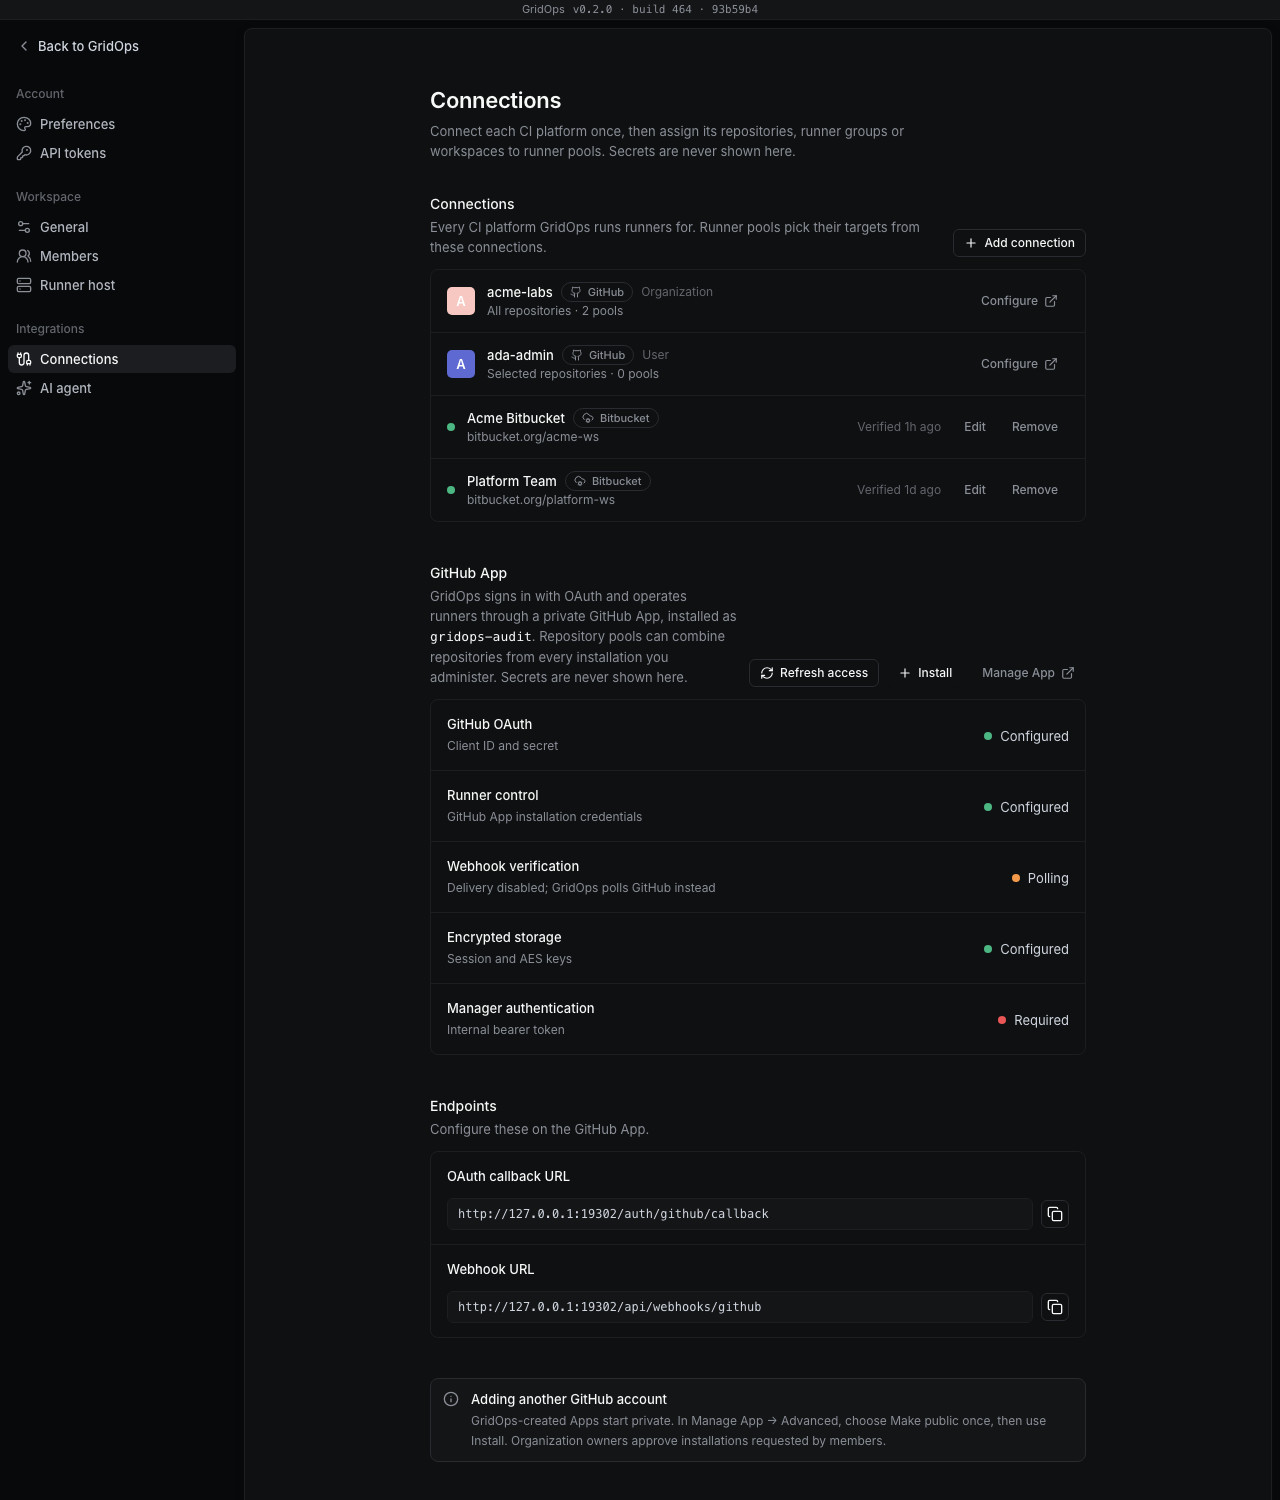 GridOps v0.2.0 · build 464 · 93b59b4
Back to GridOps
Account
Preferences
API tokens
Workspace
General
Members
Runner host
Integrations
Connections
AI agent
Connections
Connect each CI platform once, then assign its repositories, runner groups or
workspaces to runner pools. Secrets are never shown here.
Connections
Every CI platform GridOps runs runners for. Runner pools pick their targets from
these connections.
Add connection
A
acme-labs GitHub Organization
All repositories · 2 pools
Configure
A
ada-admin GitHub User
Selected repositories · 0 pools
Configure
Acme Bitbucket Bitbucket
bitbucket.org/acme-ws
Verified 1h ago Edit Remove
Platform Team Bitbucket
bitbucket.org/platform-ws
Verified 1d ago Edit Remove
GitHub App
GridOps signs in with OAuth and operates
runners through a private GitHub App, installed as
gridops-audit. Repository pools can combine
repositories from every installation you
administer. Secrets are never shown here.
Refresh access Install Manage App
GitHub OAuth
Client ID and secret
Configured
Runner control
GitHub App installation credentials
Configured
Webhook verification
Delivery disabled; GridOps polls GitHub instead
Polling
Encrypted storage
Session and AES keys
Configured
Manager authentication
Internal bearer token
Required
Endpoints
Configure these on the GitHub App.
OAuth callback URL
http://127.0.0.1:19302/auth/github/callback
Webhook URL
http://127.0.0.1:19302/api/webhooks/github
Adding another GitHub account
GridOps-created Apps start private. In Manage App → Advanced, choose Make public once, then use
Install. Organization owners approve installations requested by members.